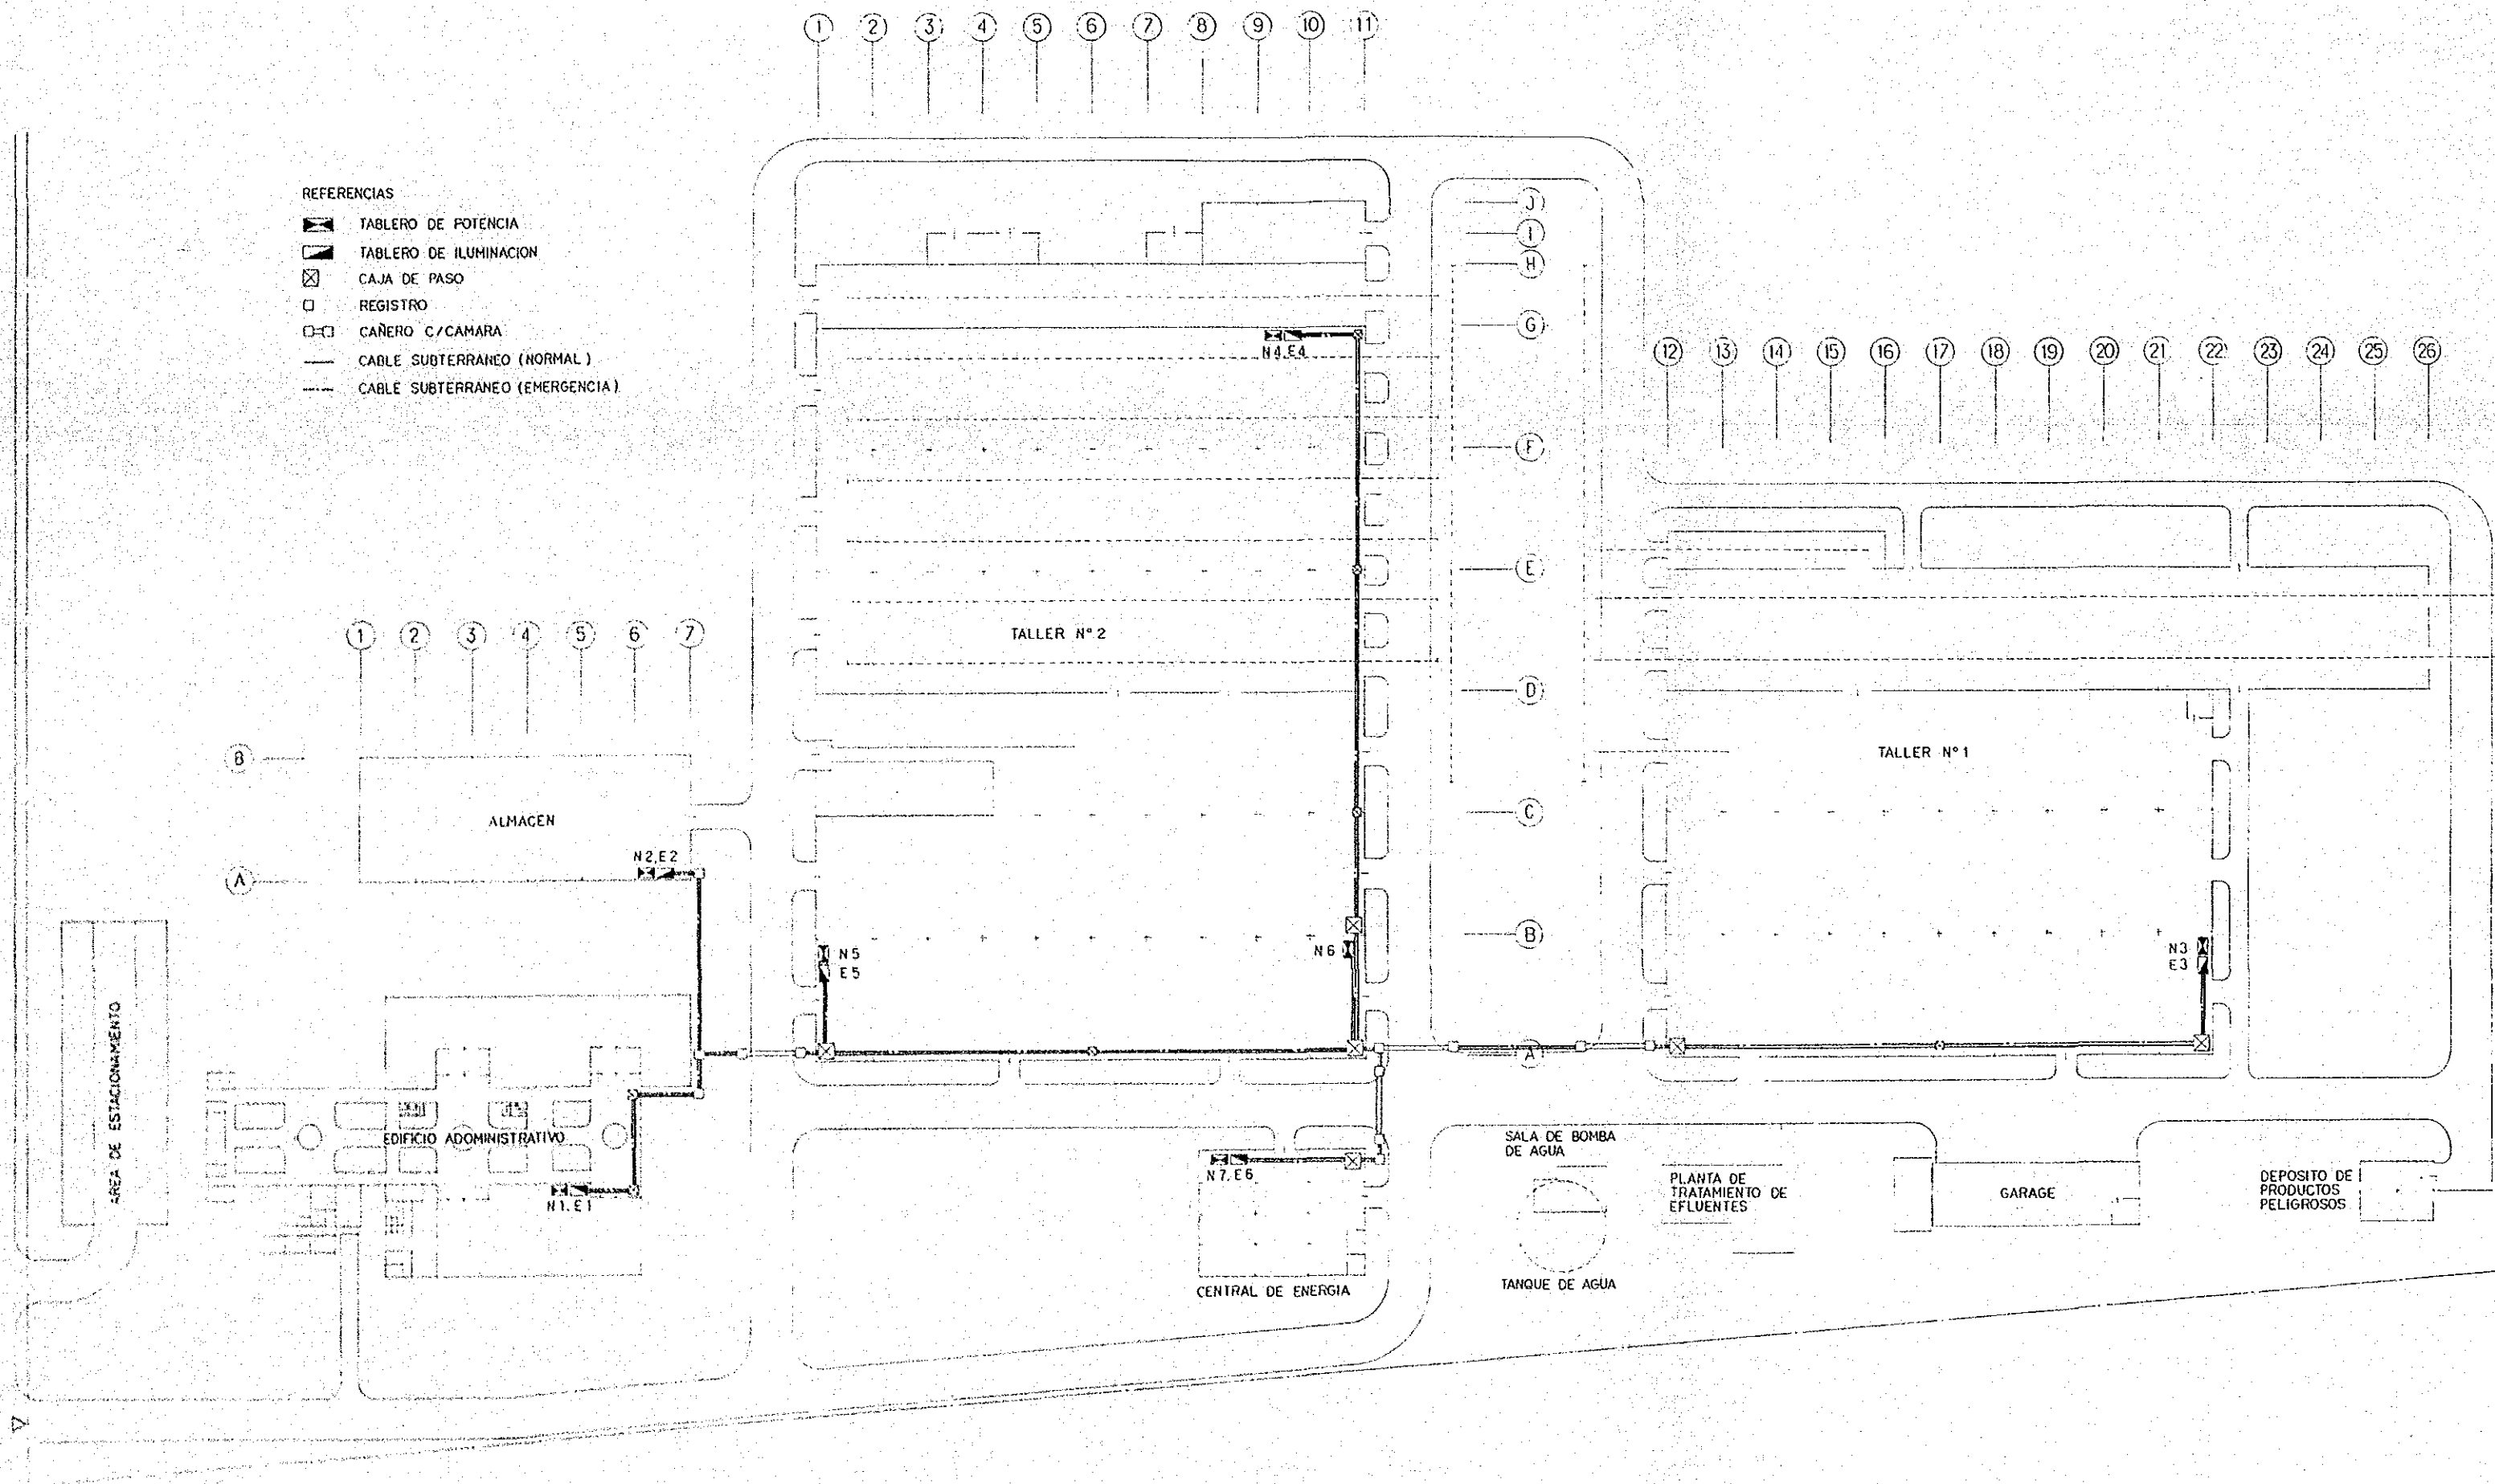 1 2 3 4 5 6 7 8 9 10 11
REFERENCIAS
TABLERO DE POTENCIA
TABLERO DE ILUMINACION
CAJA DE PASO
REGISTRO
CAÑERO C/CAMARA
CABLE SUBTERRANEO (NORMAL)
CABLE SUBTERRANEO (EMERGENCIA)
J
I
H
G
N4,E4
12 13 14 15 16 17 18 19 20 21 22 23 24 25 26
F
E
1 2 3 4 5 6 7
TALLER Nº 2
D
B
TALLER Nº 1
C
ALMACEN
N2,E2
A
B
N5
E5
N6
N3
E3
A
AREA DE ESTACIONAMIENTO
EDIFICIO ADOMINISTRATIVO
N1,E1
N7,E6
CENTRAL DE ENERGIA
SALA DE BOMBA
DE AGUA
TANQUE DE AGUA
PLANTA DE
TRATAMIENTO DE
EFLUENTES
GARAGE
DEPOSITO DE
PRODUCTOS
PELIGROSOS